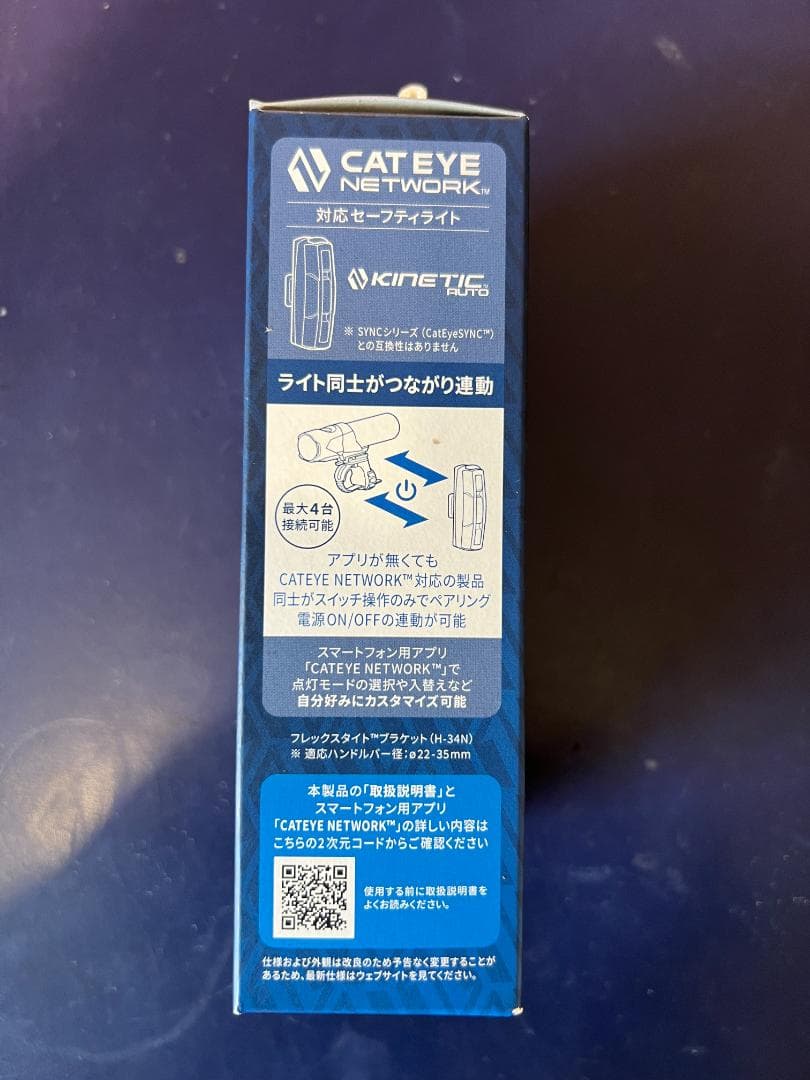 CATEYE
NETWORK™
対応セーフティライト
KINETIC™
AUTO
※ SYNCシリーズ(CatEyeSYNC™)
との互換性はありません
ライト同士がつながり連動
最大4台
接続可能
アプリが無くても
CATEYE NETWORK™対応の製品
同士がスイッチ操作のみでペアリング
電源ON/OFFの連動が可能
スマートフォン用アプリ
「CATEYE NETWORK™」で
点灯モードの選択や入替えなど
自分好みにカスタマイズ可能
フレックスタイト™ブラケット(H-34N)
※ 適応ハンドルバー径:ø22-35mm
本製品の「取扱説明書」と
スマートフォン用アプリ
「CATEYE NETWORK™」の詳しい内容は
こちらの2次元コードからご確認ください
使用する前に取扱説明書を
よくお読みください。
仕様および外観は改良のため予告なく変更することが
あるため、最新仕様はウェブサイトを見てください。